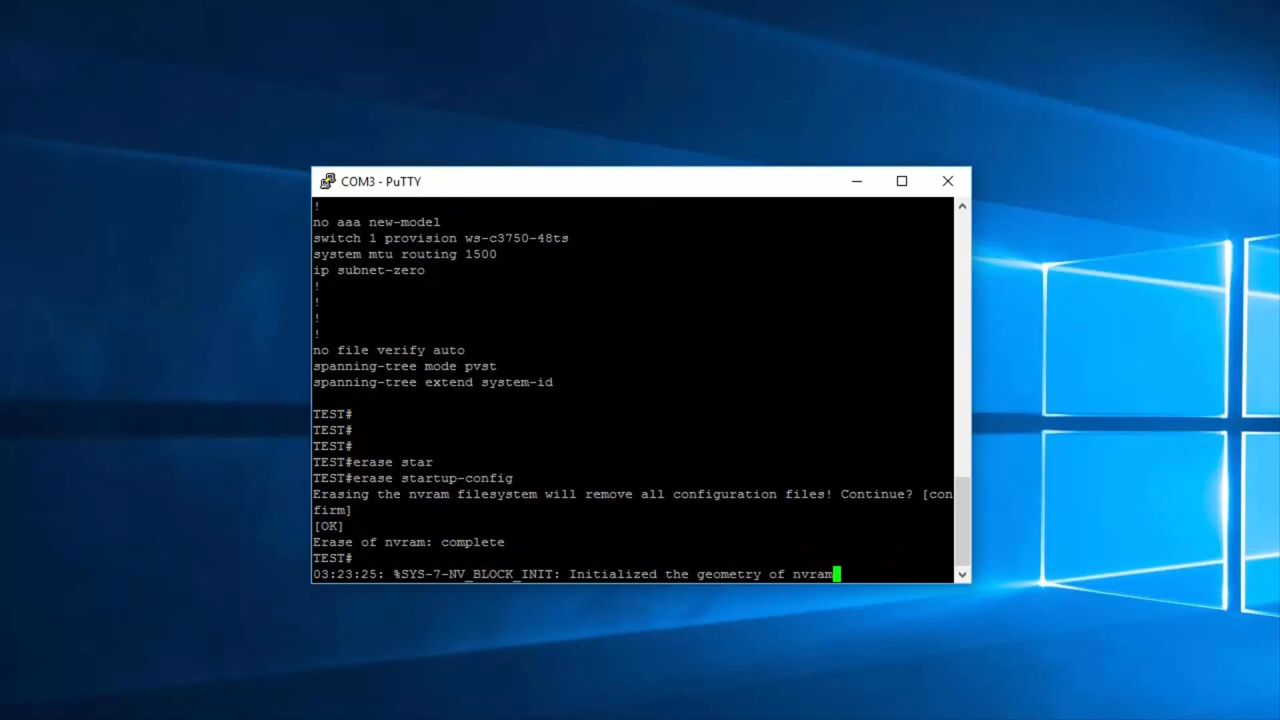 COM3 - PuTTY
!
no aaa new-model
switch 1 provision ws-c3750-48ts
system mtu routing 1500
ip subnet-zero
!
!
!
!
no file verify auto
spanning-tree mode pvst
spanning-tree extend system-id
TEST#
TEST#
TEST#
TEST#erase star
TEST#erase startup-config
Erasing the nvram filesystem will remove all configuration files! Continue? [con
firm]
[OK]
Erase of nvram: complete
TEST#
03:23:25: %SYS-7-NV_BLOCK_INIT: Initialized the geometry of nvram